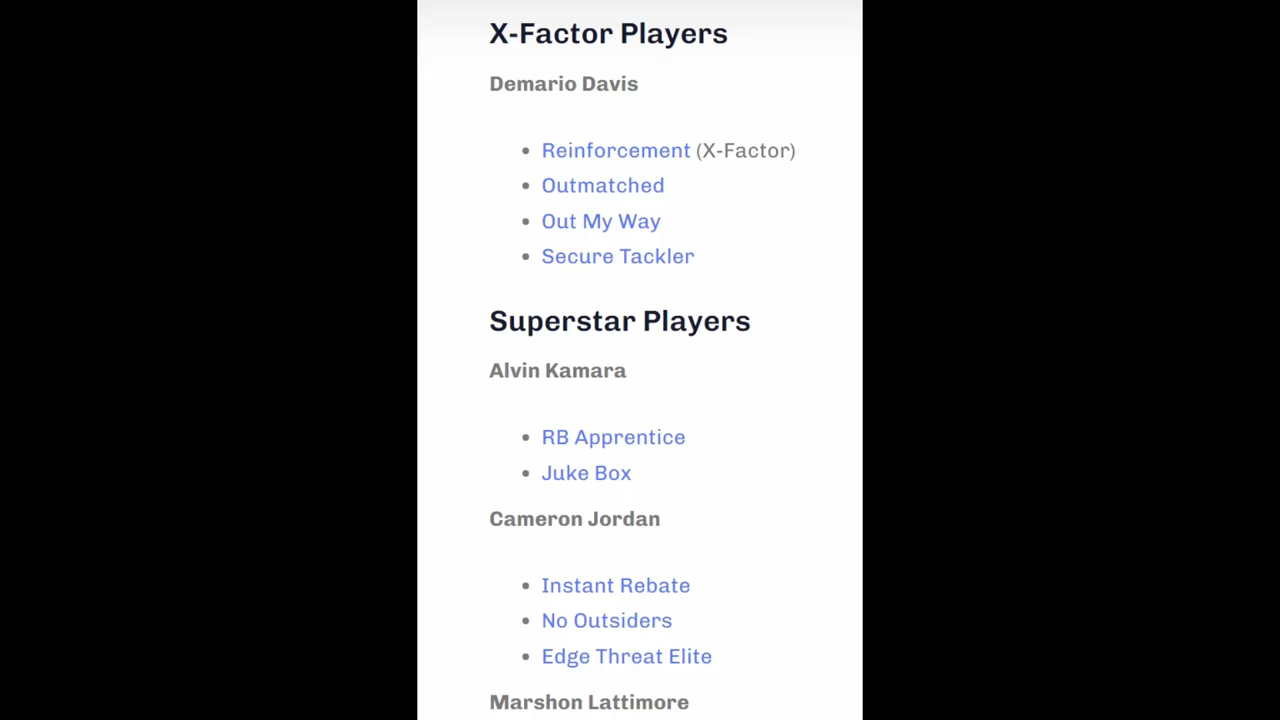 X-Factor Players
Demario Davis
• Reinforcement (X-Factor)
• Outmatched
• Out My Way
• Secure Tackler
Superstar Players
Alvin Kamara
• RB Apprentice
• Juke Box
Cameron Jordan
• Instant Rebate
• No Outsiders
• Edge Threat Elite
Marshon Lattimore